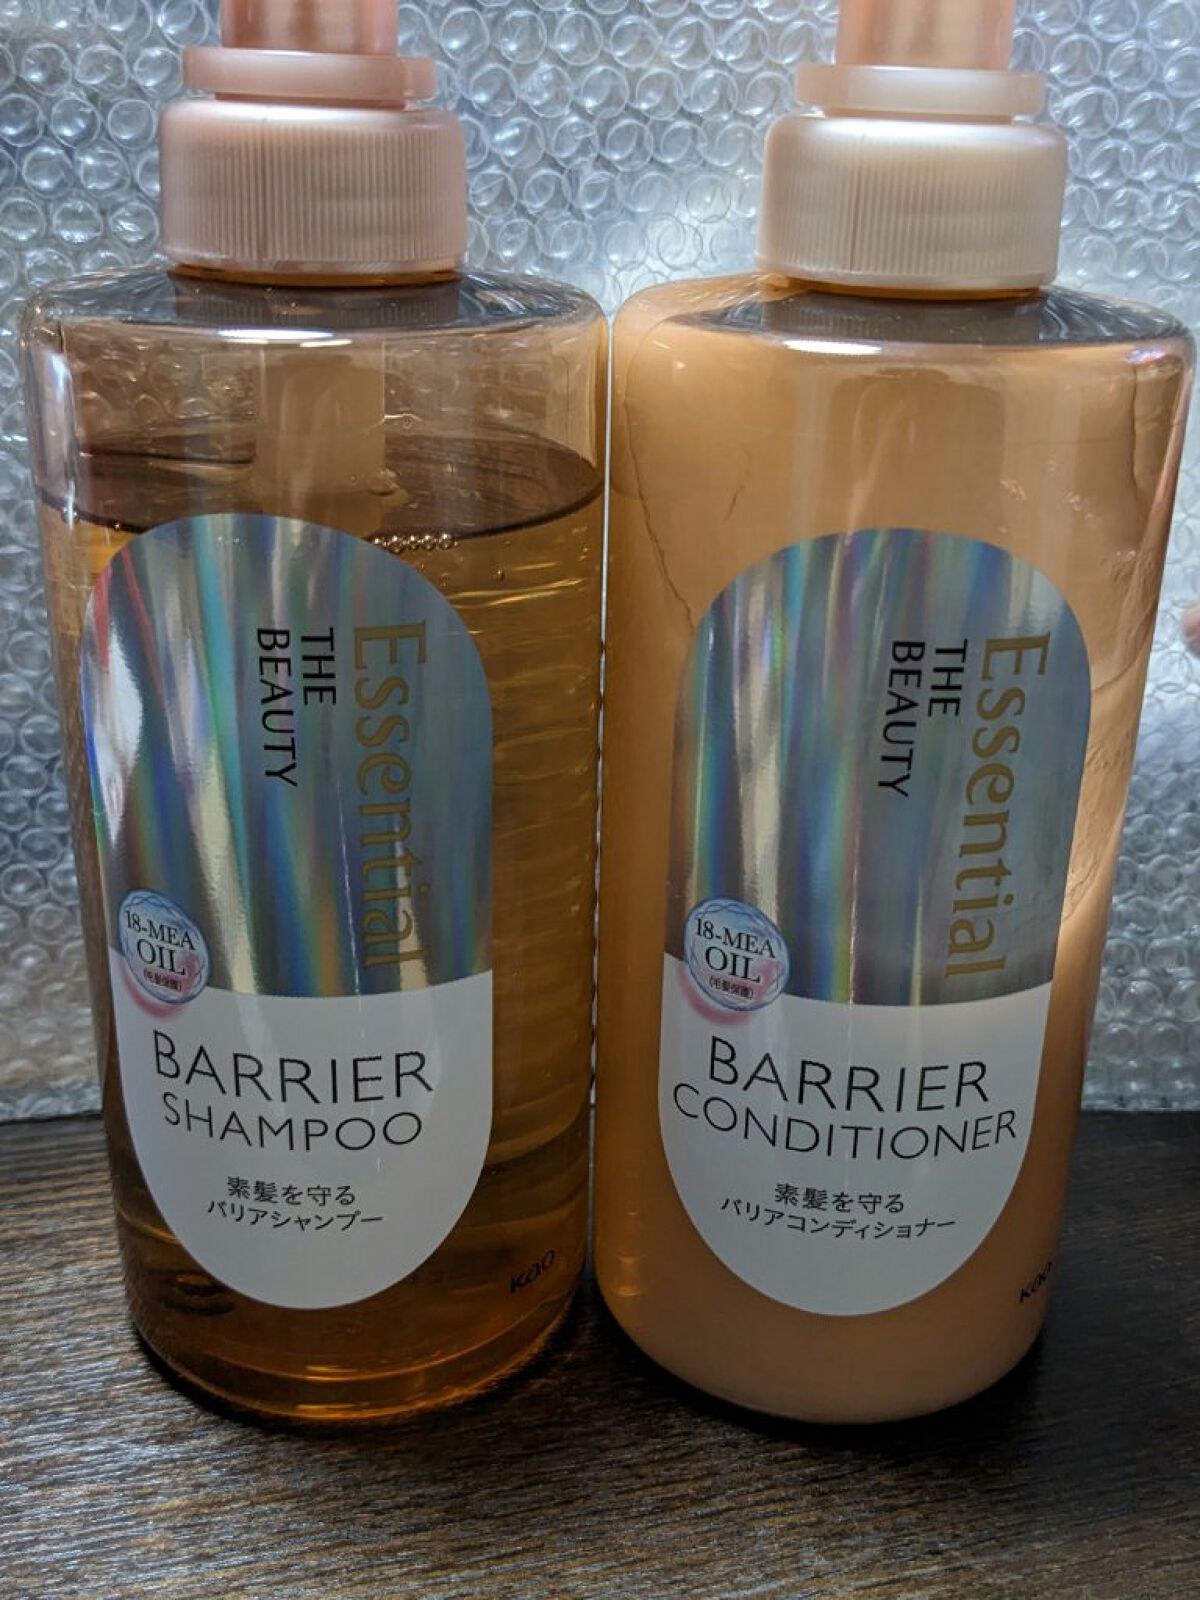 Essential
THE
BEAUTY
18-MEA
OIL
(毛髪保護)
BARRIER
SHAMPOO
素髪を守る
バリアシャンプー
Kao
Essential
THE
BEAUTY
18-MEA
OIL
(毛髪保護)
BARRIER
CONDITIONER
素髪を守る
バリアコンディショナー
Kao